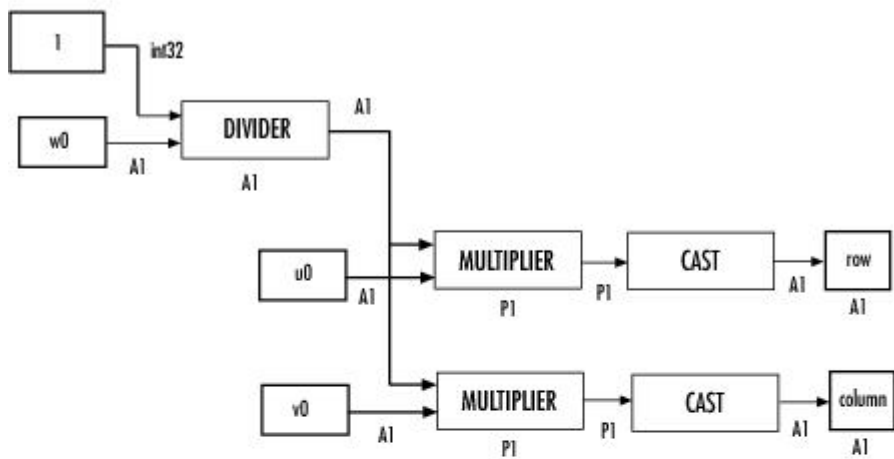 1
int32
A1
DIVIDER
w0
A1
A1
MULTIPLIER
CAST
row
u0
A1
P1
P1
A1
A1
MULTIPLIER
CAST
column
v0
A1
P1
P1
A1
A1